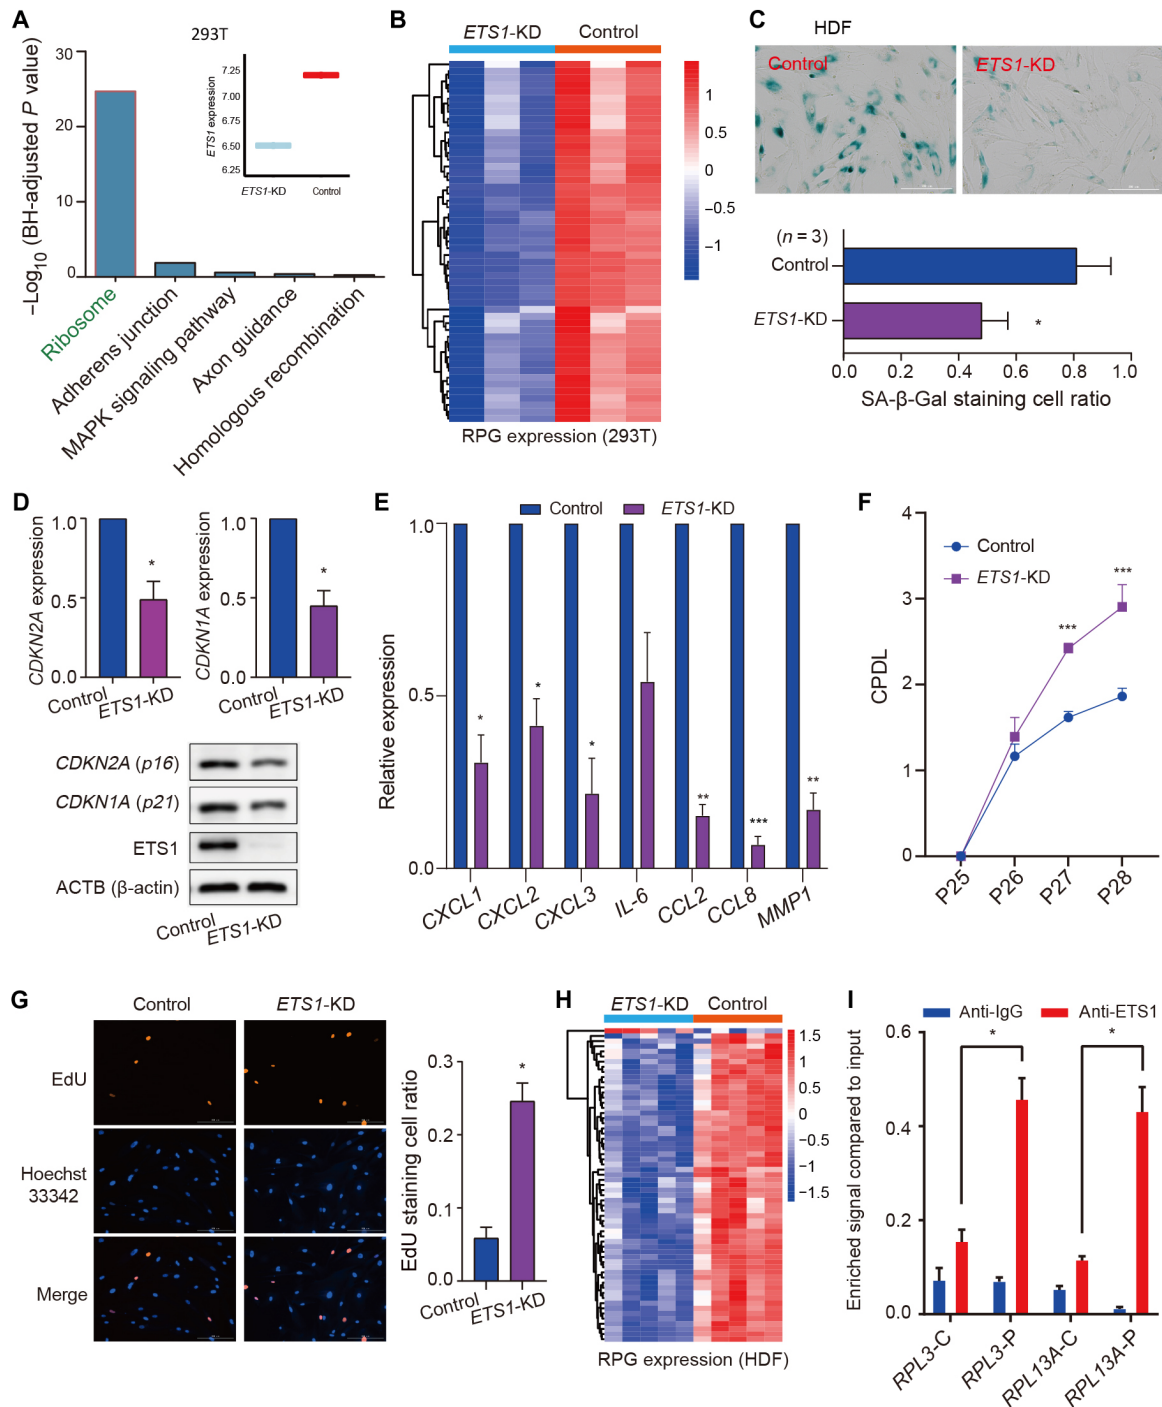 A
293T
−Log10 (BH-adjusted P value)
30
20
10
0
Ribosome
Adherens junction
MAPK signaling pathway
Axon guidance
Homologous recombination
ETS1 expression
7.25
7.00
6.75
6.50
6.25
ETS1-KD
Control
B
ETS1-KD
Control
1
0.5
0
−0.5
−1
RPG expression (293T)
C
HDF
Control
ETS1-KD
(n = 3)
Control
ETS1-KD
*
0.0 0.2 0.4 0.6 0.8 1.0
SA-β-Gal staining cell ratio
D
CDKN2A expression
1.0
0.5
0.0
*
Control
ETS1-KD
CDKN1A expression
1.0
0.5
0.0
*
Control
ETS1-KD
CDKN2A (p16)
CDKN1A (p21)
ETS1
ACTB (β-actin)
Control
ETS1-KD
E
Control
ETS1-KD
Relative expression
1.0
0.5
0.0
* * * ** *** **
CXCL1
CXCL2
CXCL3
IL-6
CCL2
CCL8
MMP1
F
Control
ETS1-KD
CPDL
4
3
2
1
0
***
***
P25
P26
P27
P28
G
Control
ETS1-KD
EdU
Hoechst
33342
Merge
EdU staining cell ratio
0.3
0.2
0.1
0.0
*
Control
ETS1-KD
H
ETS1-KD
Control
1.5
1
0.5
0
−0.5
−1
−1.5
RPG expression (HDF)
I
Anti-IgG
Anti-ETS1
Enriched signal compared to input
0.6
0.4
0.2
0.0
*
*
RPL3-C
RPL3-P
RPL13A-C
RPL13A-P